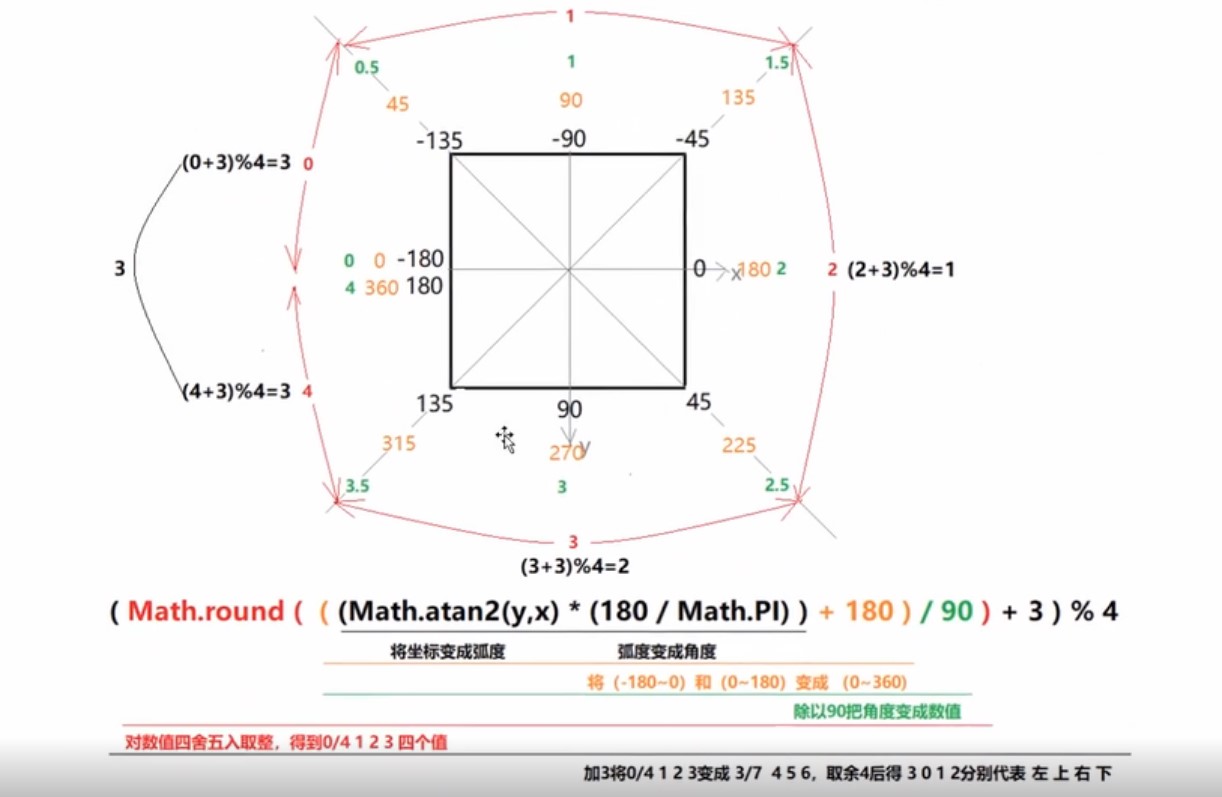 1
0.5 1 1.5
45 90 135
-135 -90 -45
(0+3)%4=3 0
0 0 -180
3
0 x 180 2 2 (2+3)%4=1
4 360 180
(4+3)%4=3 4
135 90 45
315 270 y 225
3.5 3 2.5
3
(3+3)%4=2
( Math.round ( ( (Math.atan2(y,x) * (180 / Math.PI) ) + 180 ) / 90 ) + 3 ) % 4
将坐标变成弧度 弧度变成角度
将（-180~0）和（0~180）变成 （0~360）
除以90把角度变成数值
对数值四舍五入取整，得到0/4 1 2 3 四个值
加3将0/4 1 2 3变成 3/7 4 5 6，取余4后得 3 0 1 2分别代表 左 上 右 下